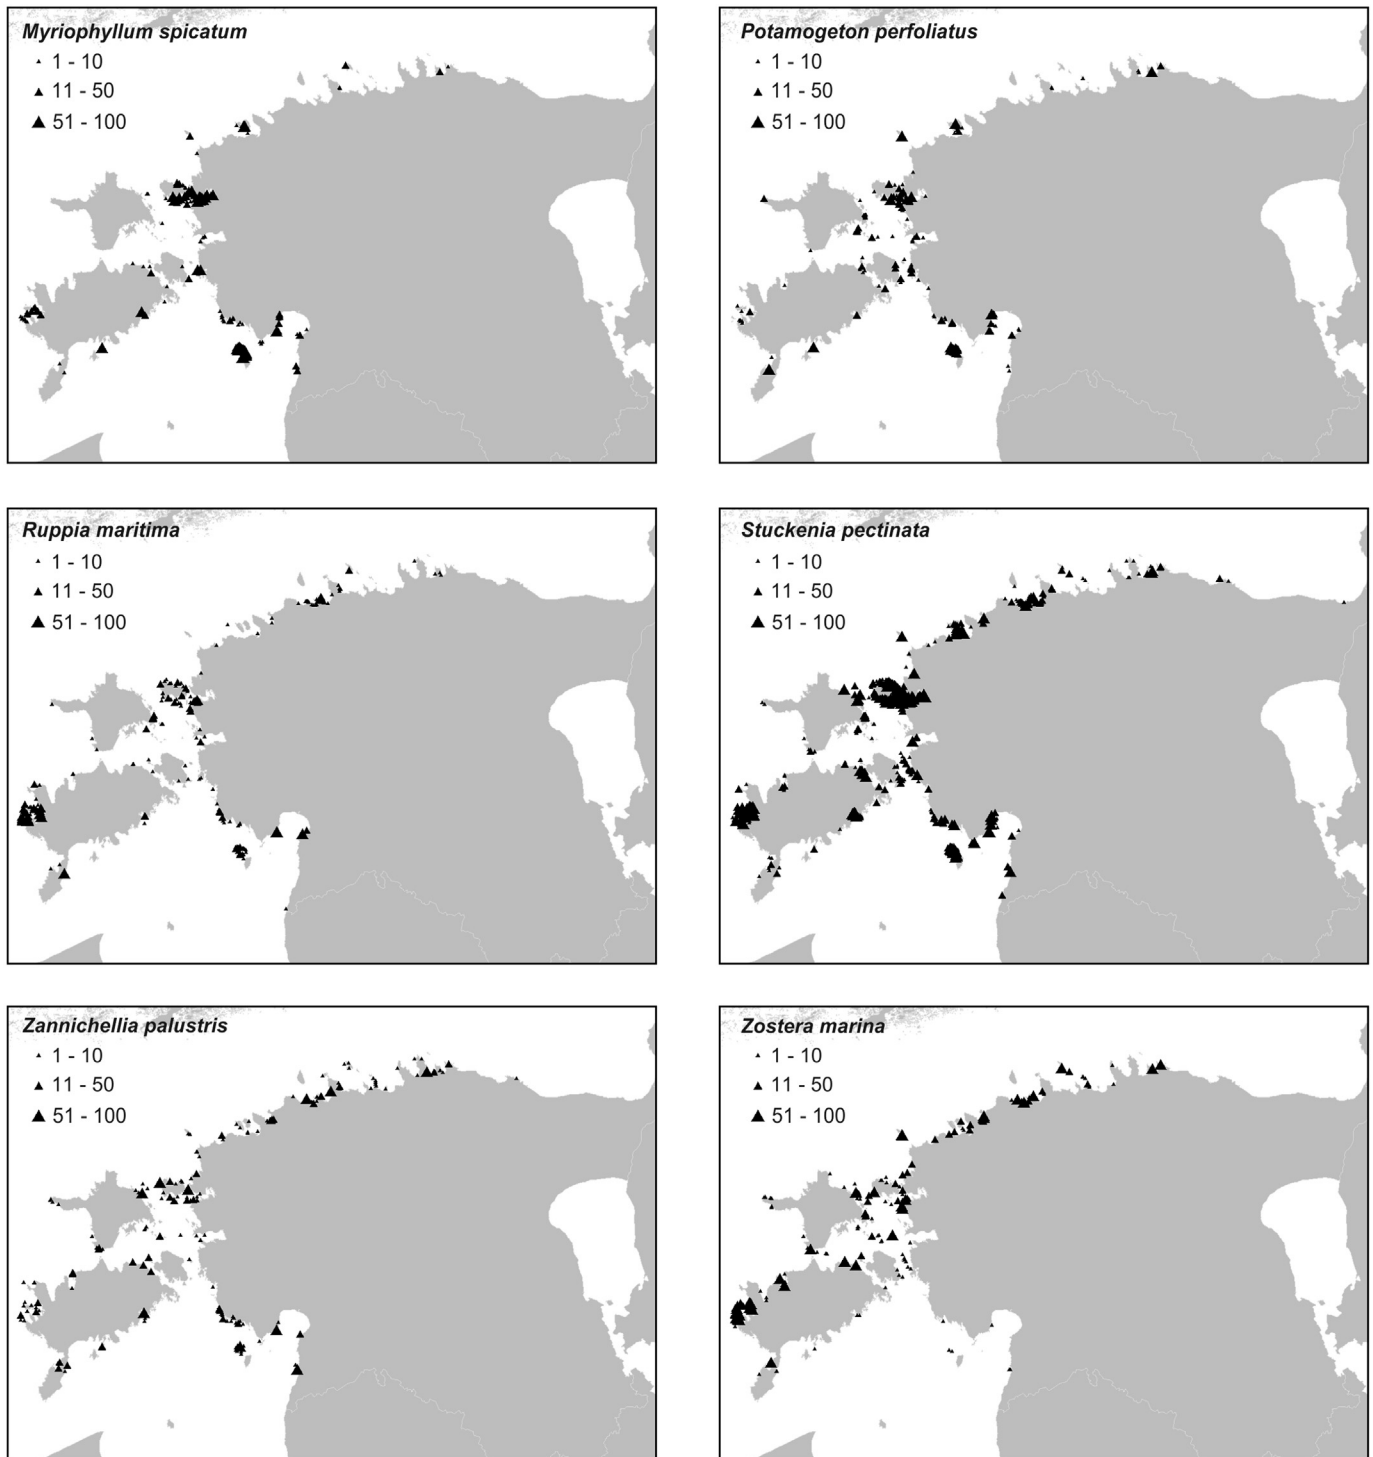 Myriophyllum spicatum
1 - 10
11 - 50
51 - 100
Potamogeton perfoliatus
1 - 10
11 - 50
51 - 100
Ruppia maritima
1 - 10
11 - 50
51 - 100
Stuckenia pectinata
1 - 10
11 - 50
51 - 100
Zannichellia palustris
1 - 10
11 - 50
51 - 100
Zostera marina
1 - 10
11 - 50
51 - 100